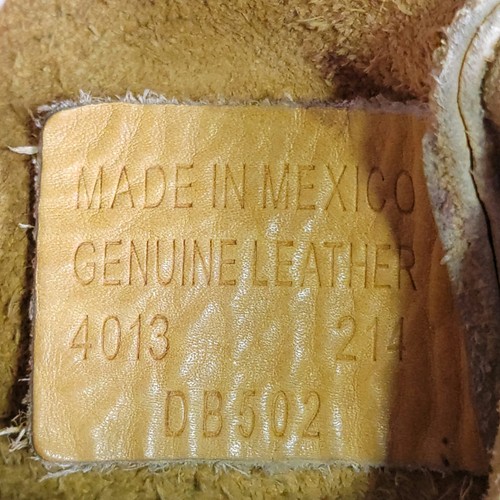 MADE IN MEXICO
GENUINE LEATHER
4013 214
DB502